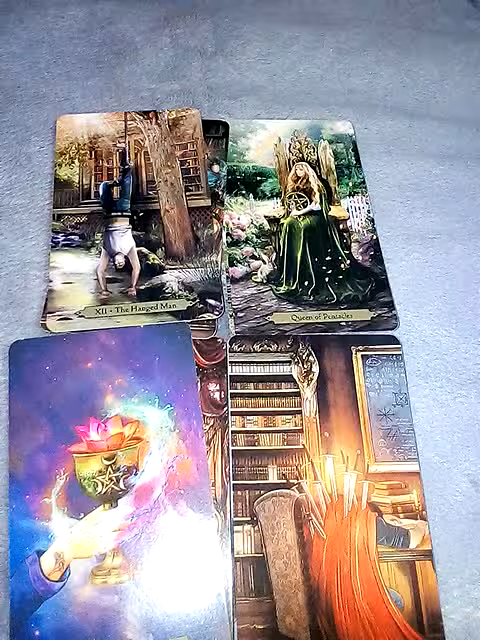 XII • The Hanged Man
Queen of Pentacles